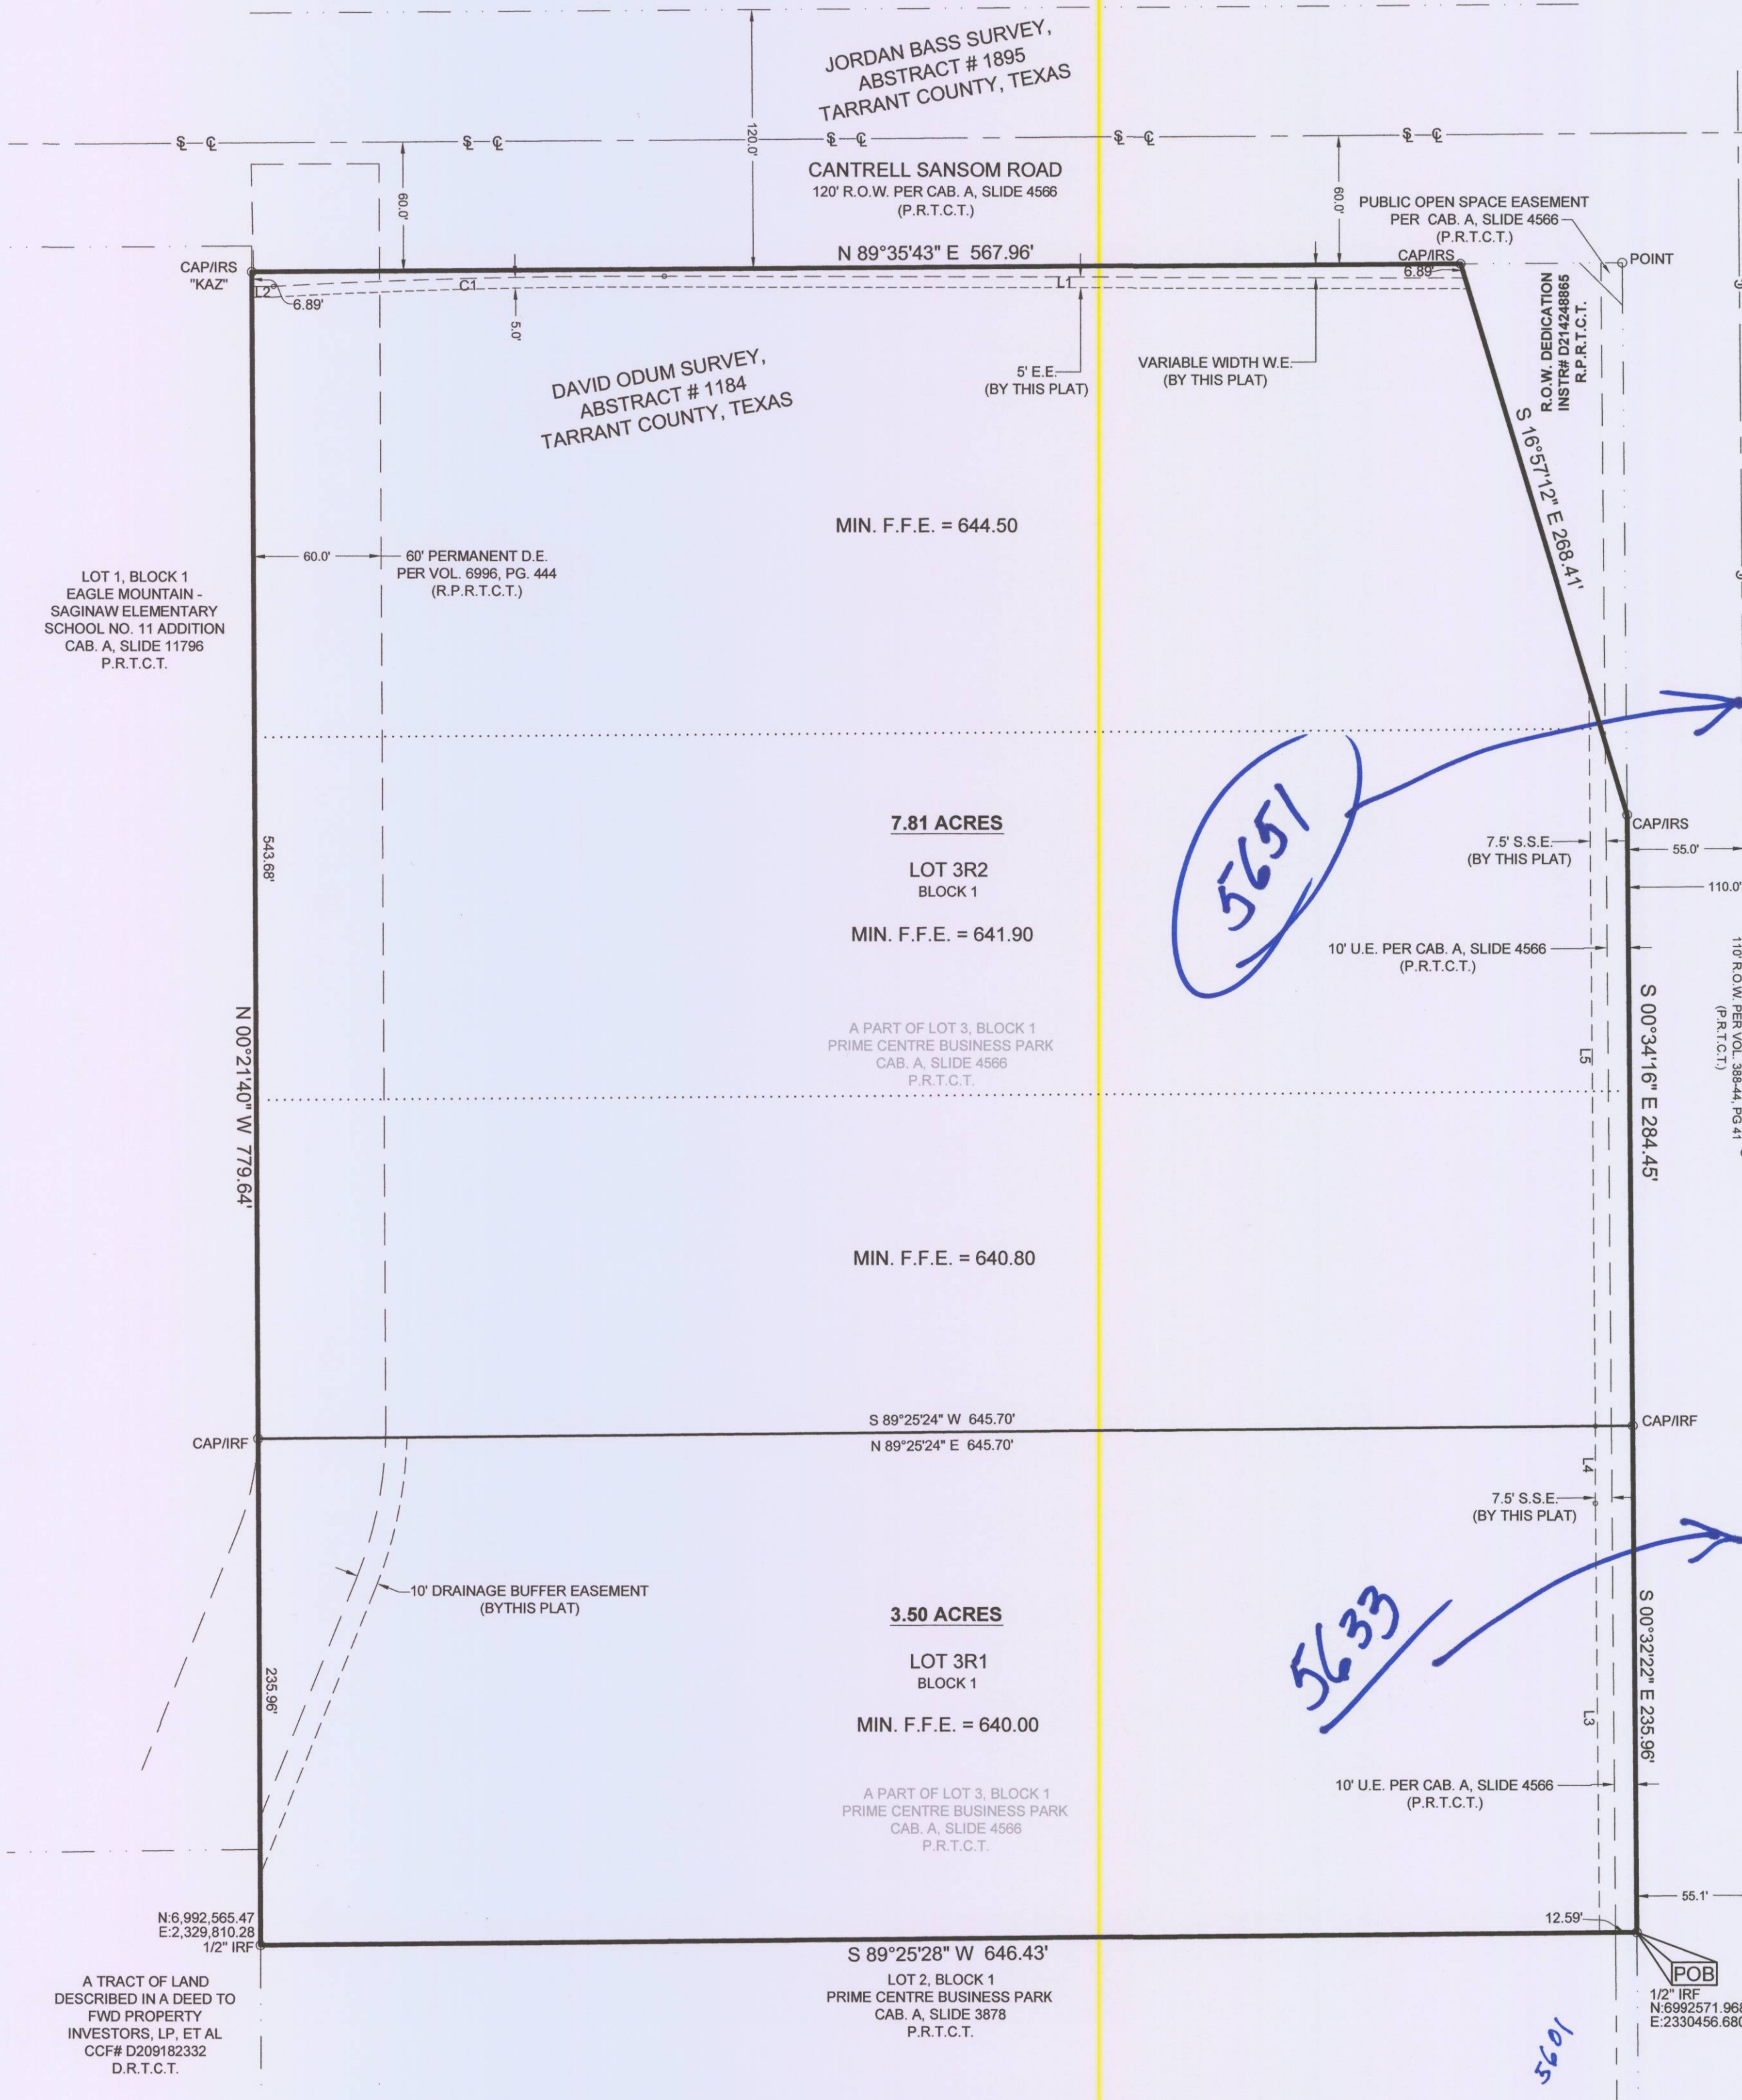 JORDAN BASS SURVEY,
ABSTRACT # 1895
TARRANT COUNTY, TEXAS
120.0'
CANTRELL SANSOM ROAD
120' R.O.W. PER CAB. A, SLIDE 4566
(P.R.T.C.T.)
60.0'
60.0'
PUBLIC OPEN SPACE EASEMENT
PER CAB. A, SLIDE 4566
(P.R.T.C.T.)
N 89°35'43" E 567.96'
CAP/IRS
6.89'
POINT
CAP/IRS
"KAZ"
L2
6.89'
C1
L1
5.0'
R.O.W. DEDICATION
INSTR# D214248865
R.P.R.T.C.T.
DAVID ODUM SURVEY,
ABSTRACT # 1184
TARRANT COUNTY, TEXAS
5' E.E.
(BY THIS PLAT)
VARIABLE WIDTH W.E.
(BY THIS PLAT)
S 16°57'12" E 268.41'
MIN. F.F.E. = 644.50
60.0'
60' PERMANENT D.E.
PER VOL. 6996, PG. 444
(R.P.R.T.C.T.)
LOT 1, BLOCK 1
EAGLE MOUNTAIN -
SAGINAW ELEMENTARY
SCHOOL NO. 11 ADDITION
CAB. A, SLIDE 11796
P.R.T.C.T.
543.68'
7.81 ACRES
LOT 3R2
BLOCK 1
MIN. F.F.E. = 641.90
5651
CAP/IRS
7.5' S.S.E.
(BY THIS PLAT)
55.0'
110.0'
10' U.E. PER CAB. A, SLIDE 4566
(P.R.T.C.T.)
110' R.O.W. PER VOL. 388-44, PG 41
(P.R.T.C.T.)
N 00°21'40" W 779.64'
A PART OF LOT 3, BLOCK 1
PRIME CENTRE BUSINESS PARK
CAB. A, SLIDE 4566
P.R.T.C.T.
L5
S 00°34'16" E 284.45'
MIN. F.F.E. = 640.80
S 89°25'24" W 645.70'
N 89°25'24" E 645.70'
CAP/IRF
CAP/IRF
L4
7.5' S.S.E.
(BY THIS PLAT)
10' DRAINAGE BUFFER EASEMENT
(BYTHIS PLAT)
3.50 ACRES
LOT 3R1
BLOCK 1
MIN. F.F.E. = 640.00
5633
235.96'
L3
S 00°32'22" E 235.96'
10' U.E. PER CAB. A, SLIDE 4566
(P.R.T.C.T.)
A PART OF LOT 3, BLOCK 1
PRIME CENTRE BUSINESS PARK
CAB. A, SLIDE 4566
P.R.T.C.T.
55.1'
12.59'
N:6,992,565.47
E:2,329,810.28
1/2" IRF
S 89°25'28" W 646.43'
LOT 2, BLOCK 1
PRIME CENTRE BUSINESS PARK
CAB. A, SLIDE 3878
P.R.T.C.T.
POB
1/2" IRF
N:6992571.968
E:2330456.680
A TRACT OF LAND
DESCRIBED IN A DEED TO
FWD PROPERTY
INVESTORS, LP, ET AL
CCF# D209182332
D.R.T.C.T.
5601